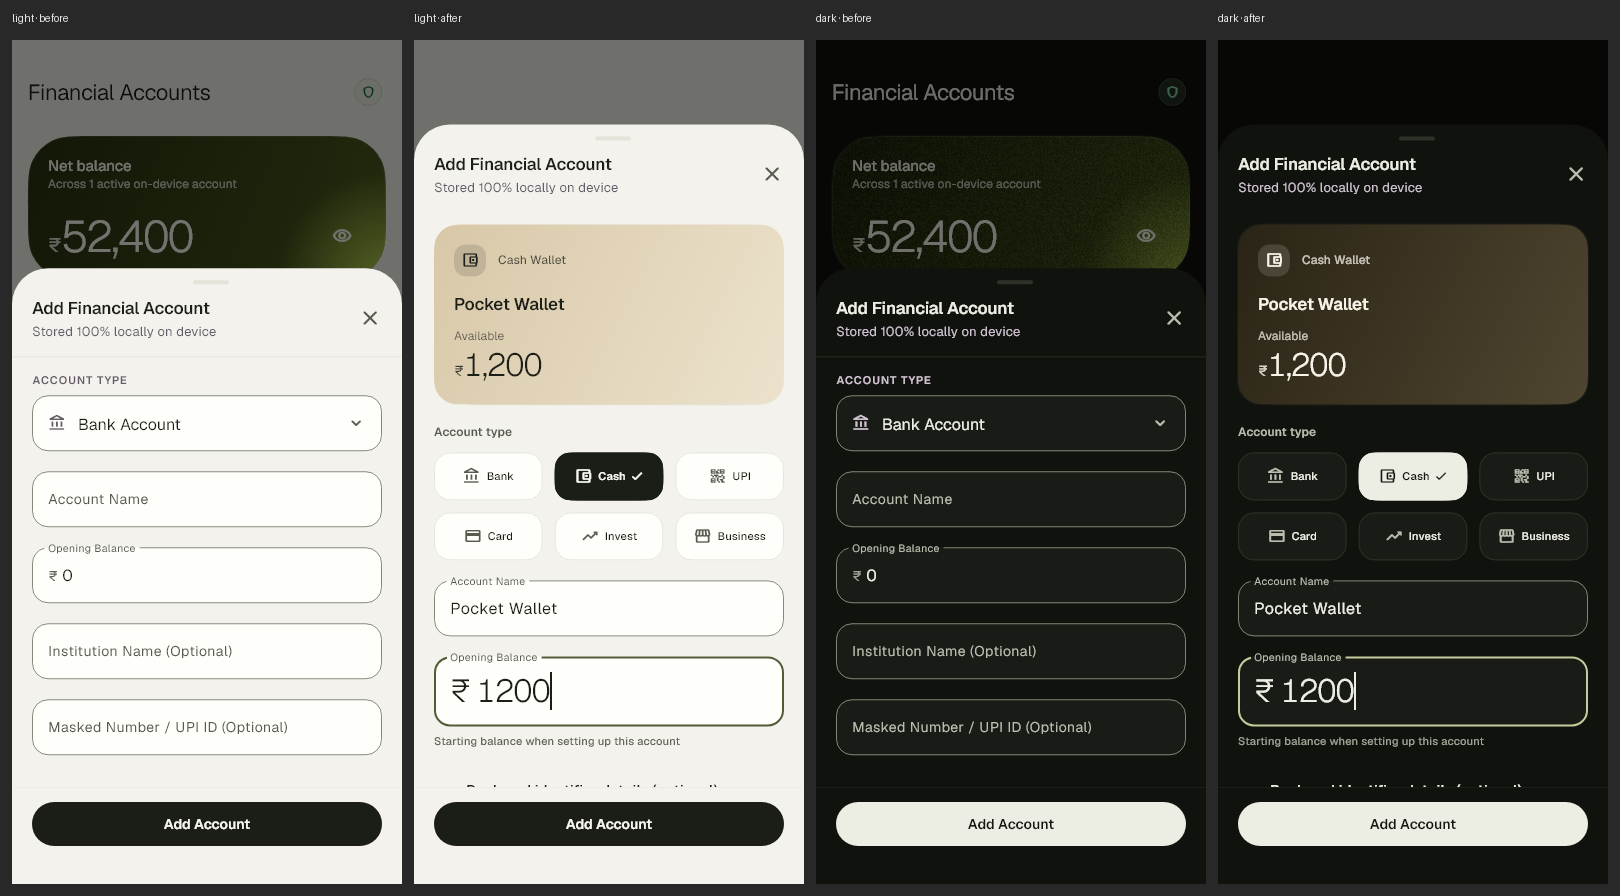 light·before
Financial Accounts
Net balance
Across 1 active on-device account
₹52,400
Add Financial Account
Stored 100% locally on device
ACCOUNT TYPE
Bank Account
Account Name
Opening Balance
₹ 0
Institution Name (Optional)
Masked Number / UPI ID (Optional)
Add Account
light·after
Add Financial Account
Stored 100% locally on device
Cash Wallet
Pocket Wallet
Available
₹1,200
Account type
Bank
Cash
UPI
Card
Invest
Business
Account Name
Pocket Wallet
Opening Balance
₹ 1200
Starting balance when setting up this account
Add Account
dark·before
Financial Accounts
Net balance
Across 1 active on-device account
₹52,400
Add Financial Account
Stored 100% locally on device
ACCOUNT TYPE
Bank Account
Account Name
Opening Balance
₹ 0
Institution Name (Optional)
Masked Number / UPI ID (Optional)
Add Account
dark·after
Add Financial Account
Stored 100% locally on device
Cash Wallet
Pocket Wallet
Available
₹1,200
Account type
Bank
Cash
UPI
Card
Invest
Business
Account Name
Pocket Wallet
Opening Balance
₹ 1200
Starting balance when setting up this account
Add Account